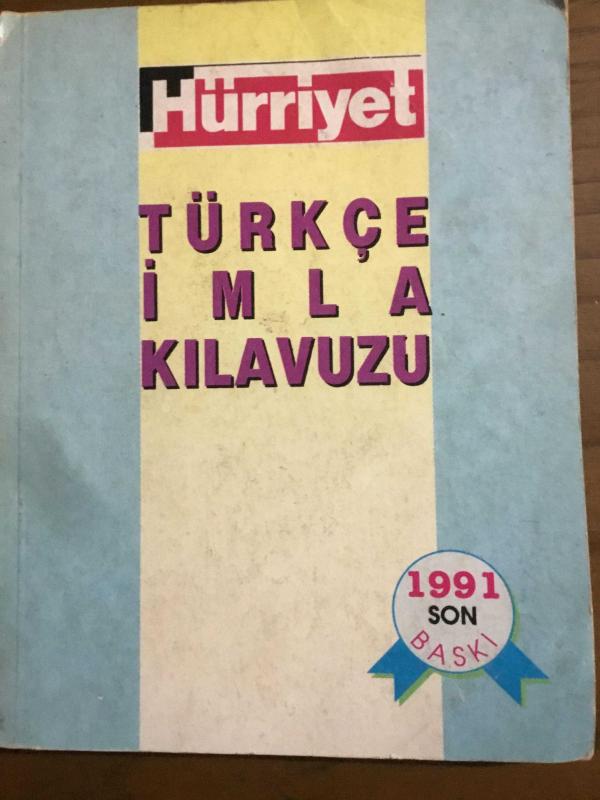 Hürriyet
TÜRKÇE
İMLA
KILAVUZU
1991
SON
BASKI